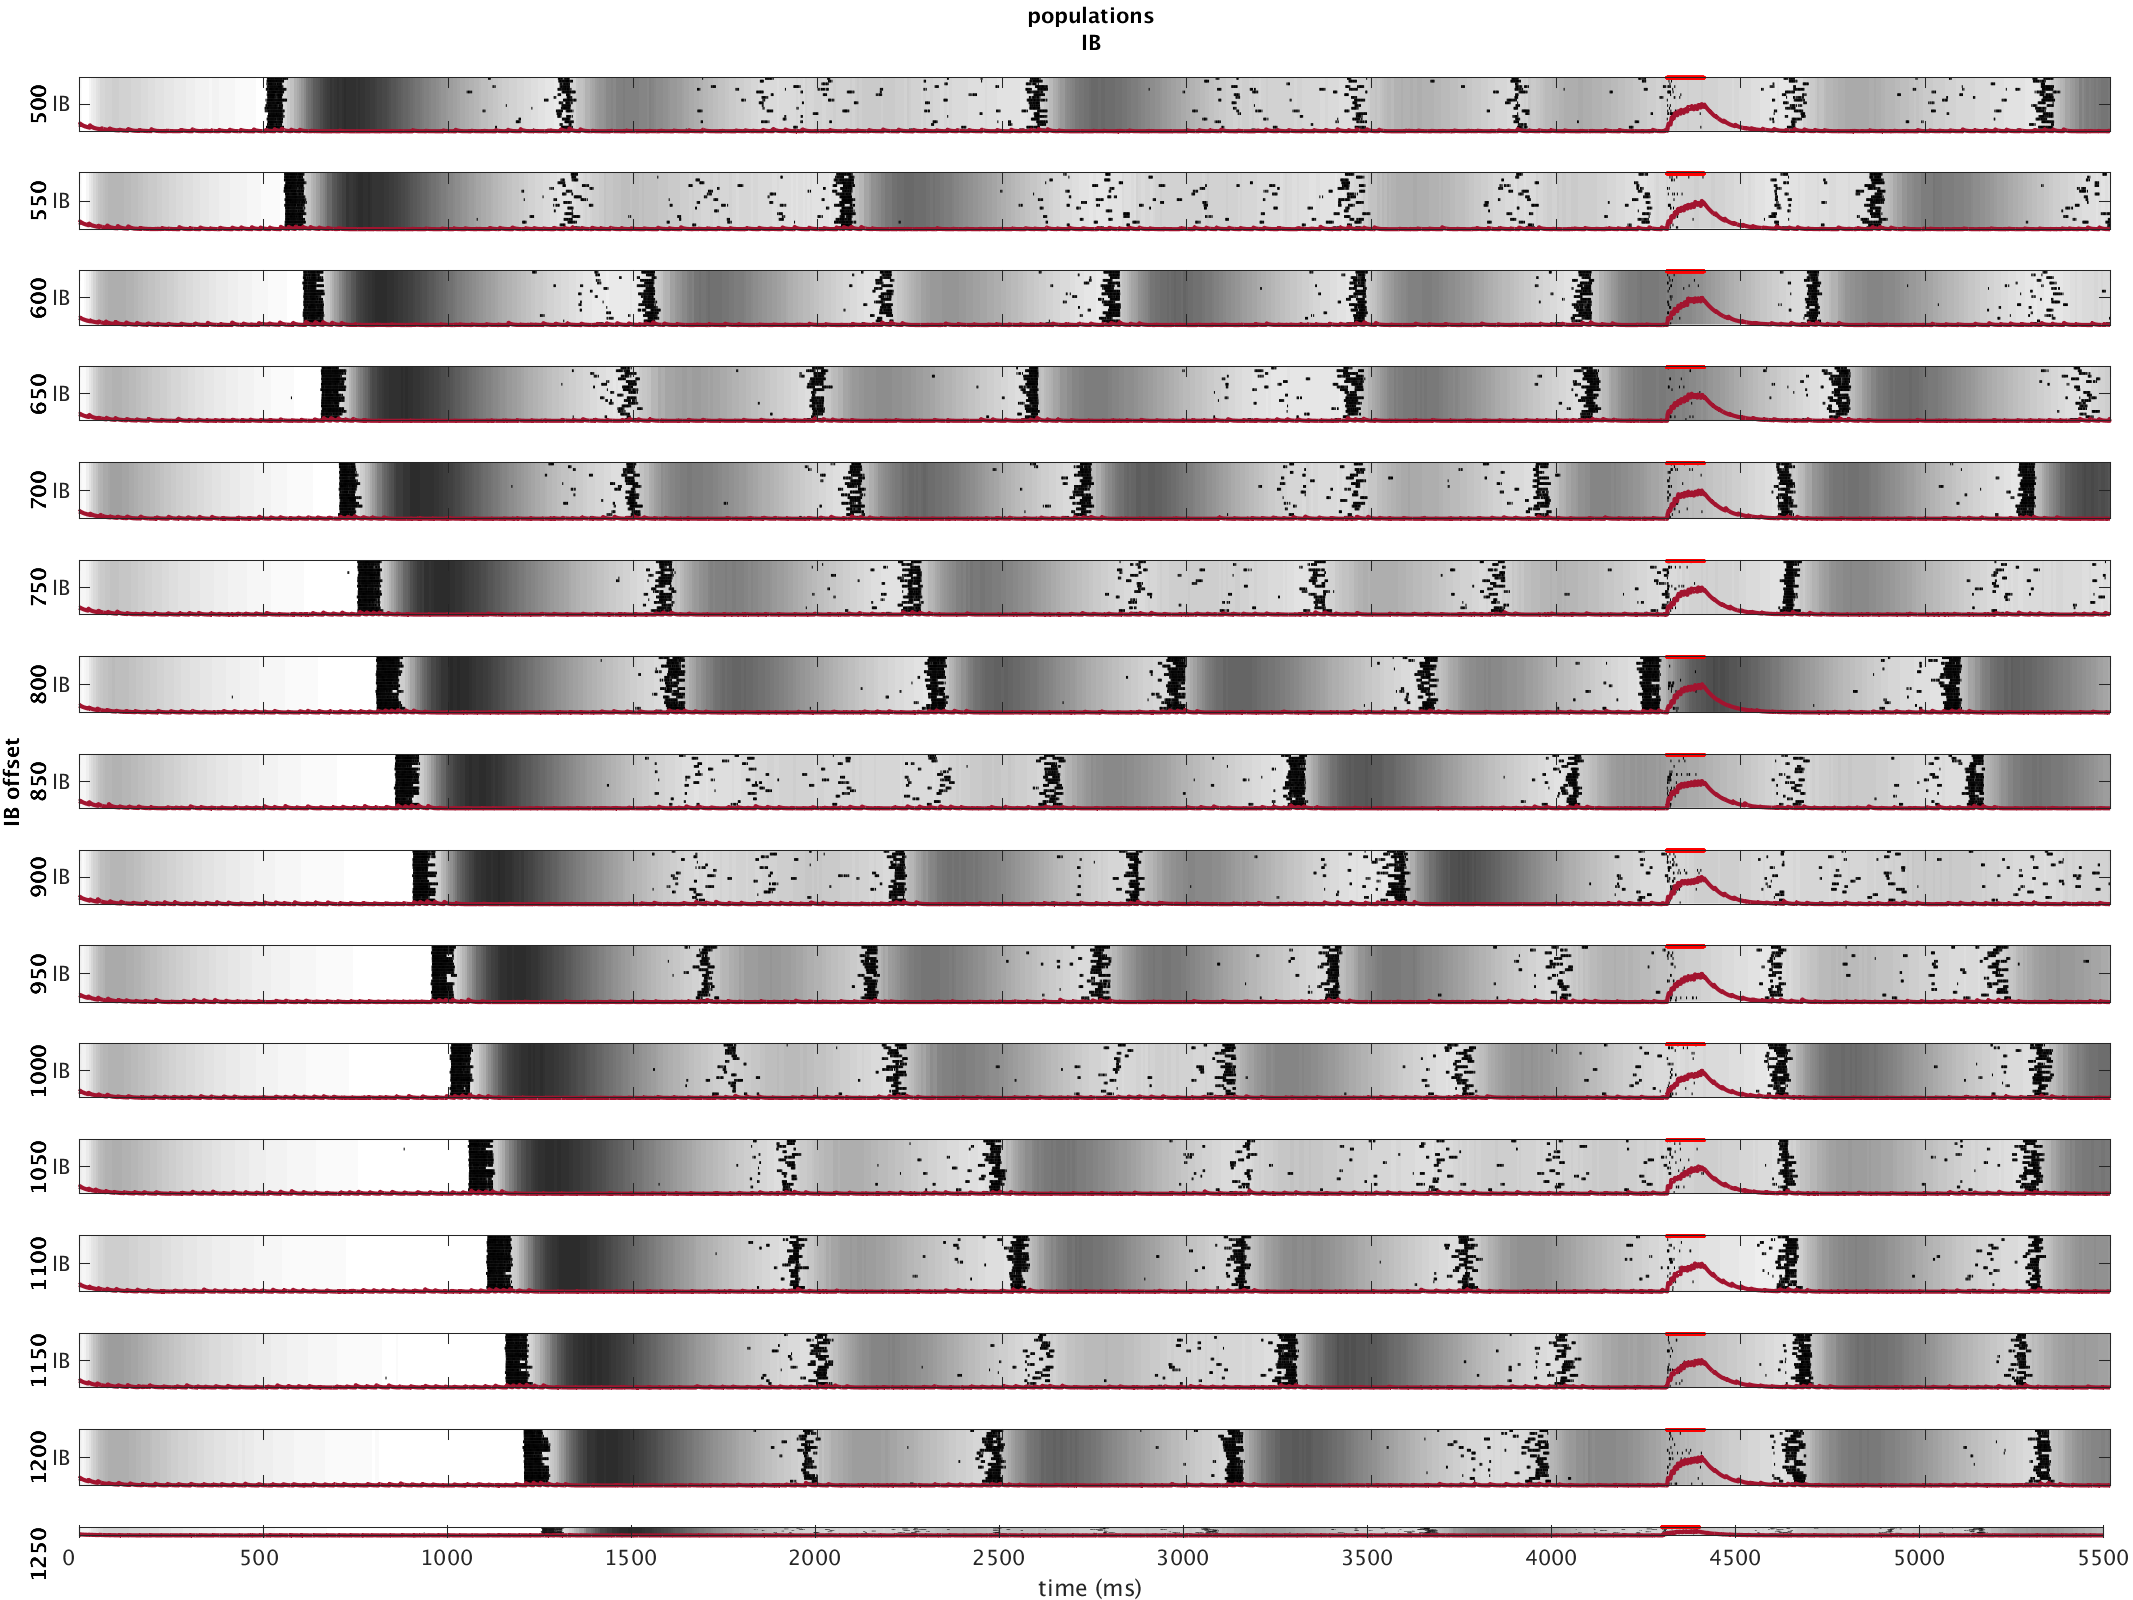 populations
IB
500 IB
550 IB
600 IB
650 IB
700 IB
750 IB
800 IB
IB offset
850 IB
900 IB
950 IB
1000 IB
1050 IB
1100 IB
1150 IB
1200 IB
1250
0 500 1000 1500 2000 2500 3000 3500 4000 4500 5000 5500
time (ms)